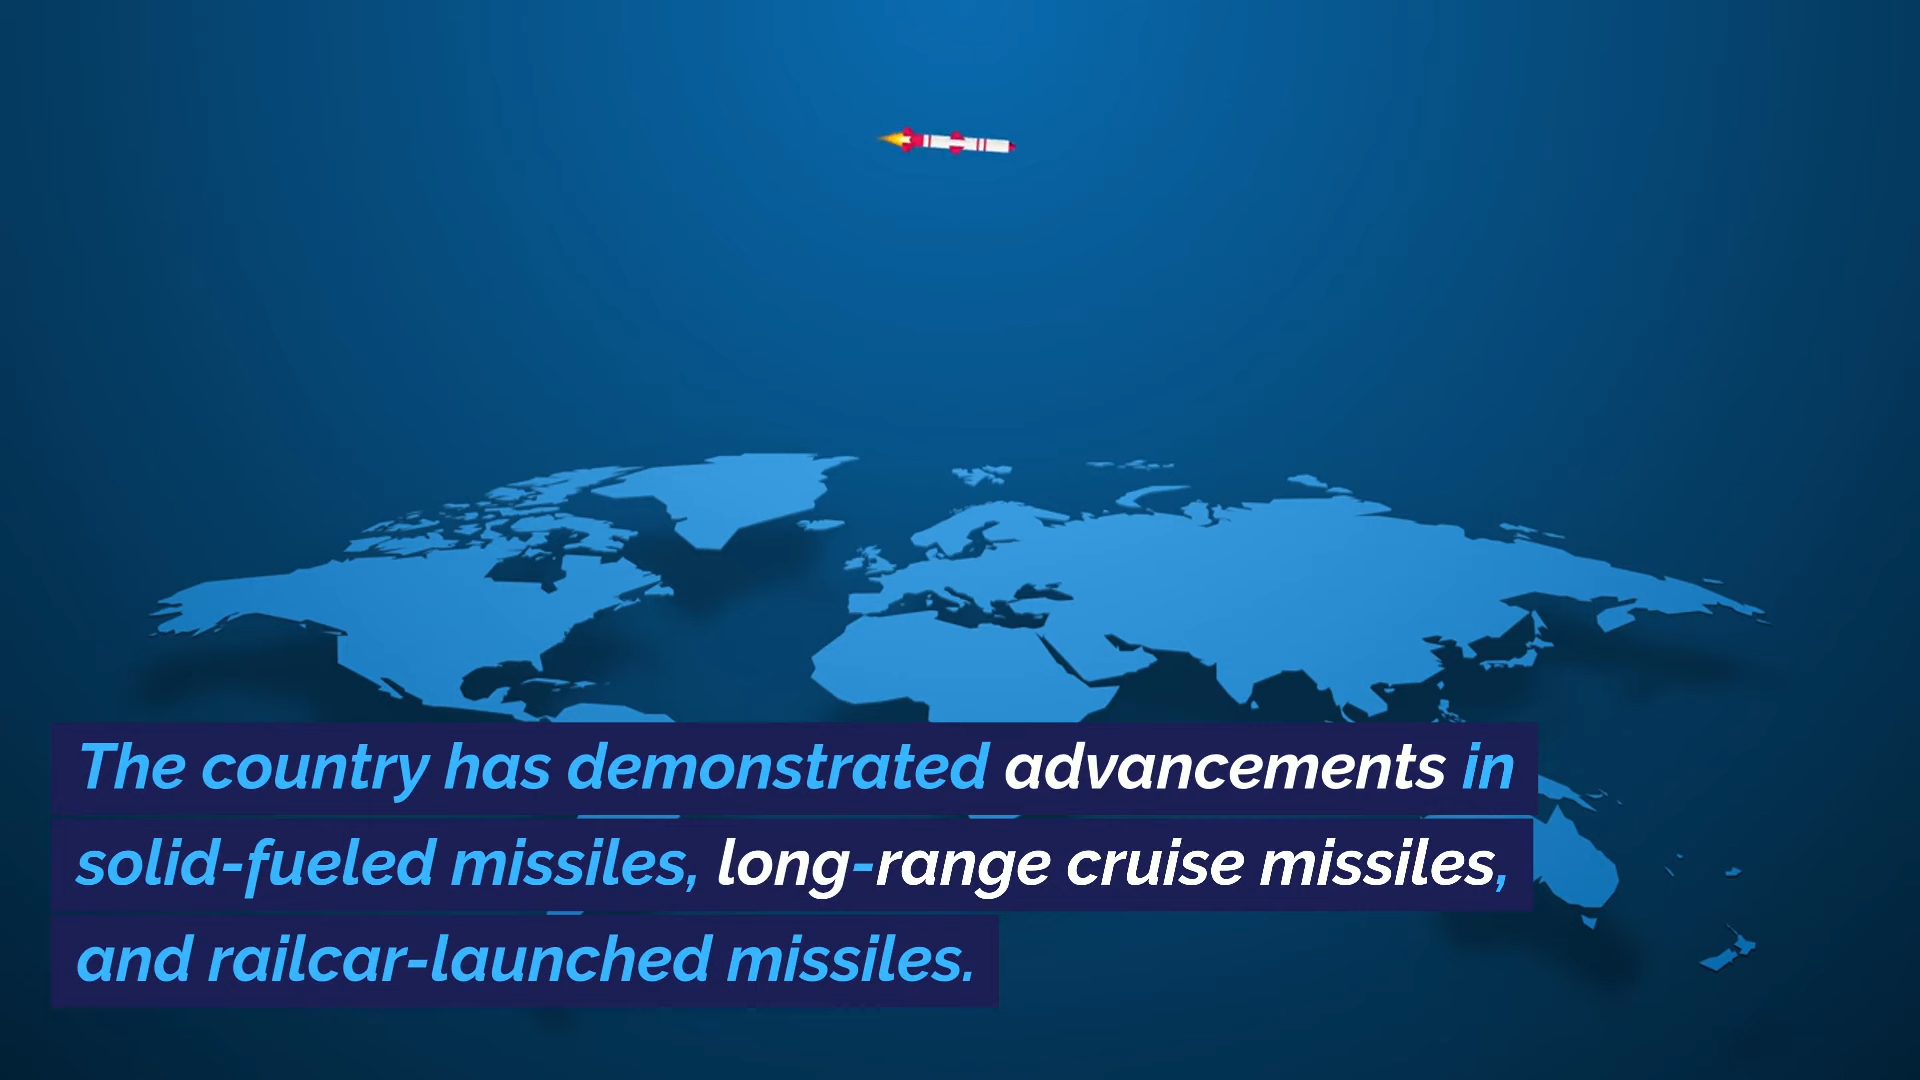 The country has demonstrated advancements in
solid-fueled missiles, long-range cruise missiles,
and railcar-launched missiles.